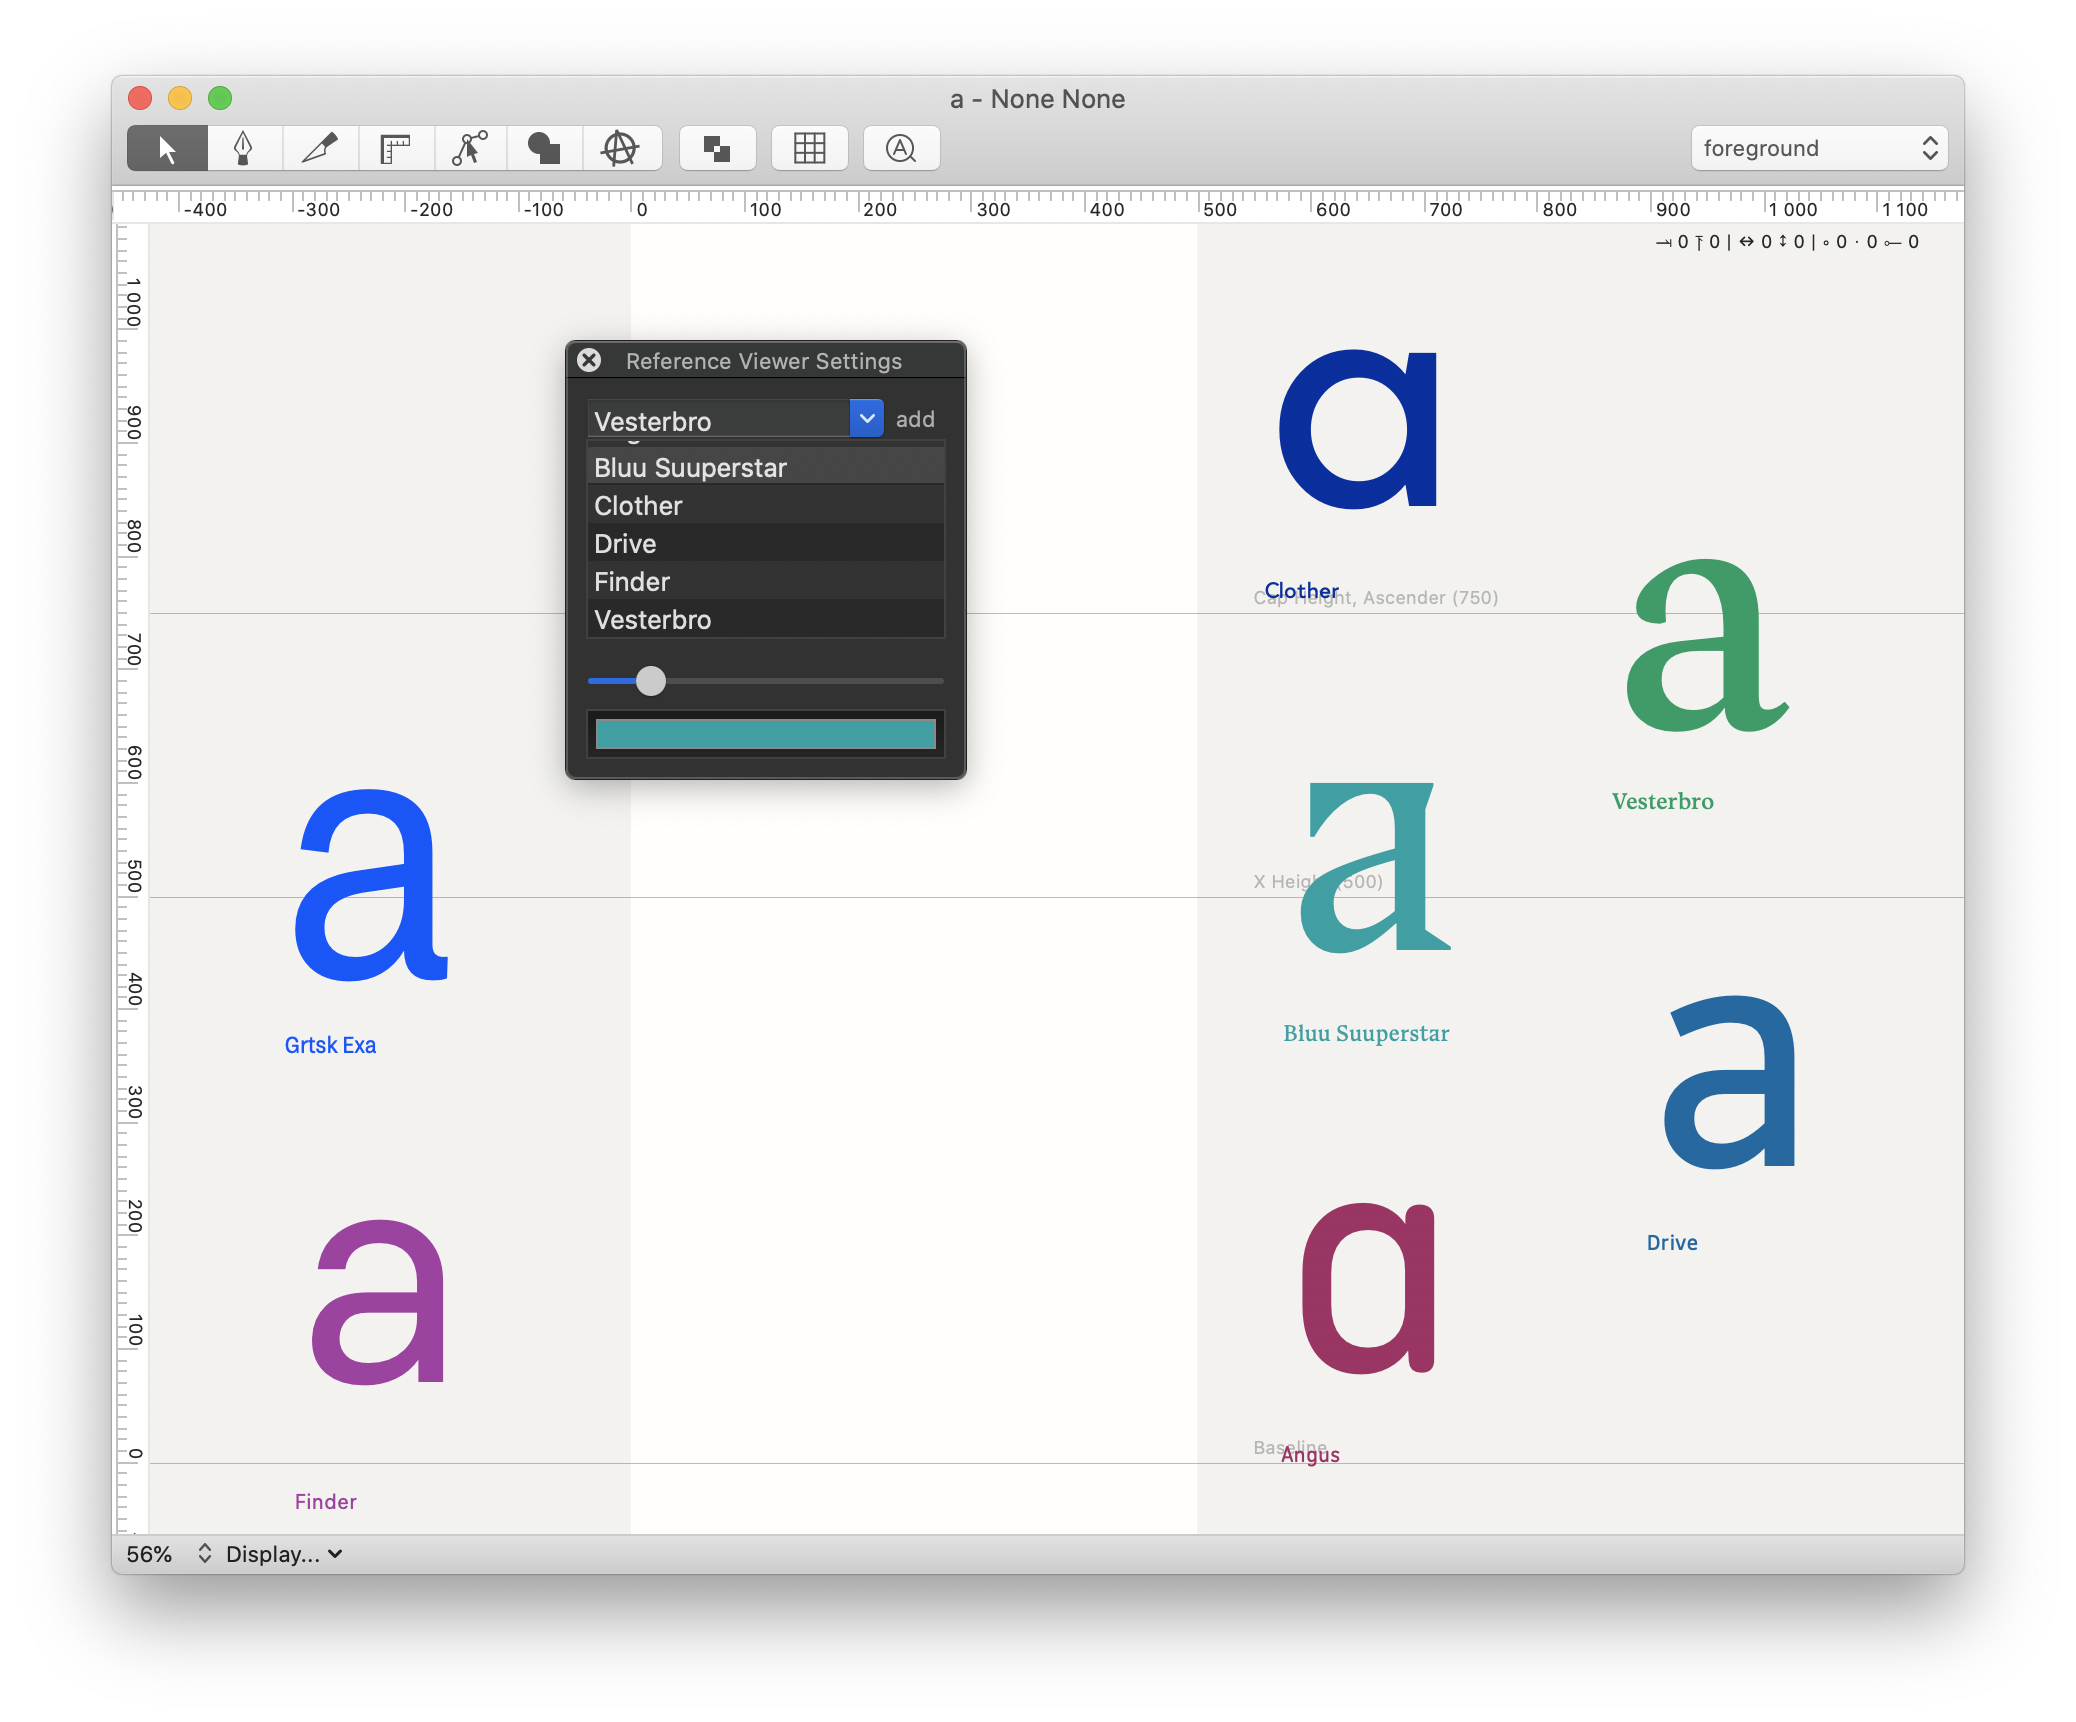 a - None None
foreground
-400 -300 -200 -100 0 100 200 300 400 500 600 700 800 900 1 000 1 100
0 0 | 0 0 | 0 · 0 0
1 000
900
800
700
600
500
400
300
200
100
0
Reference Viewer Settings
Vesterbro add
Bluu Suuperstar
Clother
Drive
Finder
Vesterbro
a
Clother
Cap Height, Ascender (750)
a
Vesterbro
a
Grtsk Exa
a
X Height (500)
Bluu Suuperstar
a
Drive
a
Finder
a
Baseline
Angus
56% Display...